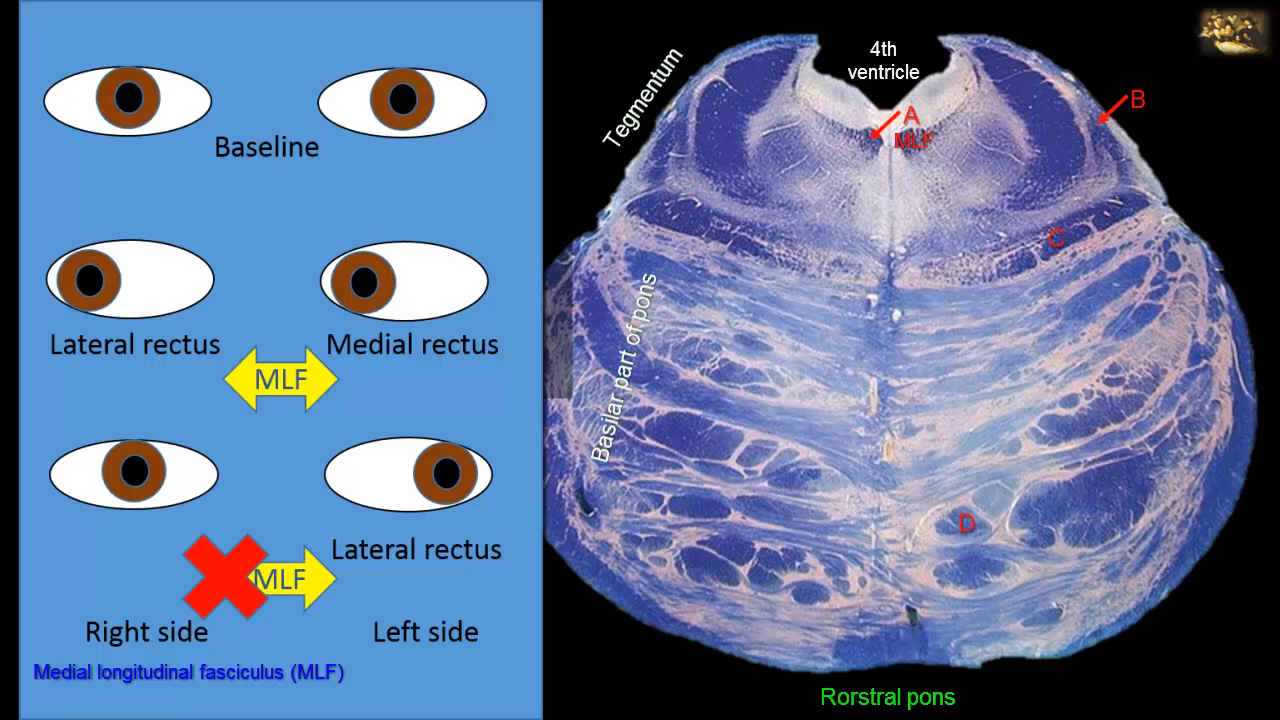 Baseline
Lateral rectus
Medial rectus
MLF
Lateral rectus
MLF
Right side
Left side
Medial longitudinal fasciculus (MLF)
4th
ventricle
Tegmentum
A
MLF
B
C
Basilar part of pons
D
Rorstral pons